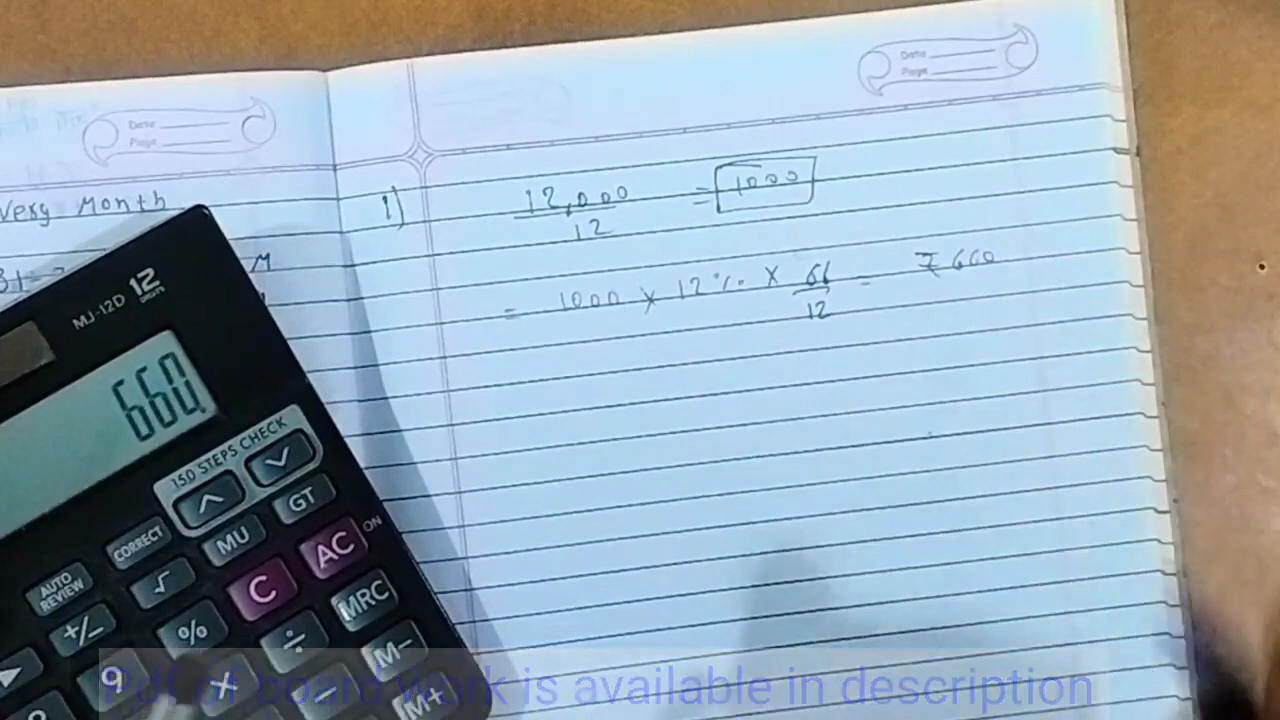 Date
Page
Date
Page
very Month
1) 12,000 / 12 = 1000
= 1000 x 12% x 66/12 = ₹ 660
31-
M
MJ-12D 12 DIGITS
660.
150 STEPS CHECK
CORRECT MU GT
AUTO REVIEW √ C AC ON
+/- % ÷ MRC
▶ 9 × − M−
M+
Pdf of board work is available in description